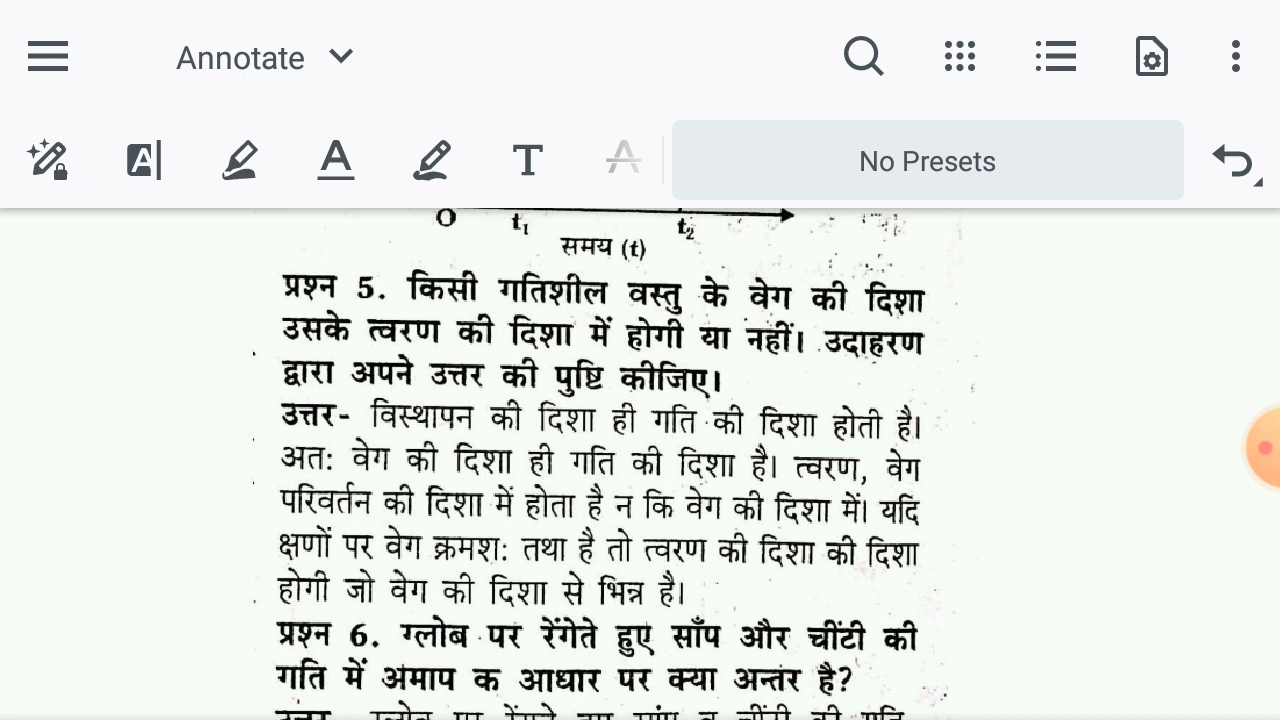 Annotate
No Presets
O t₁ t₂
समय (t)
प्रश्न 5. किसी गतिशील वस्तु के वेग की दिशा
उसके त्वरण की दिशा में होगी या नहीं। उदाहरण
द्वारा अपने उत्तर की पुष्टि कीजिए।
उत्तर- विस्थापन की दिशा ही गति की दिशा होती है।
अतः वेग की दिशा ही गति की दिशा है। त्वरण, वेग
परिवर्तन की दिशा में होता है न कि वेग की दिशा में। यदि
क्षणों पर वेग क्रमशः तथा है तो त्वरण की दिशा की दिशा
होगी जो वेग की दिशा से भिन्न है।
प्रश्न 6. ग्लोब पर रेंगेते हुए साँप और चींटी की
गति में अमाप क आधार पर क्या अन्तर है?